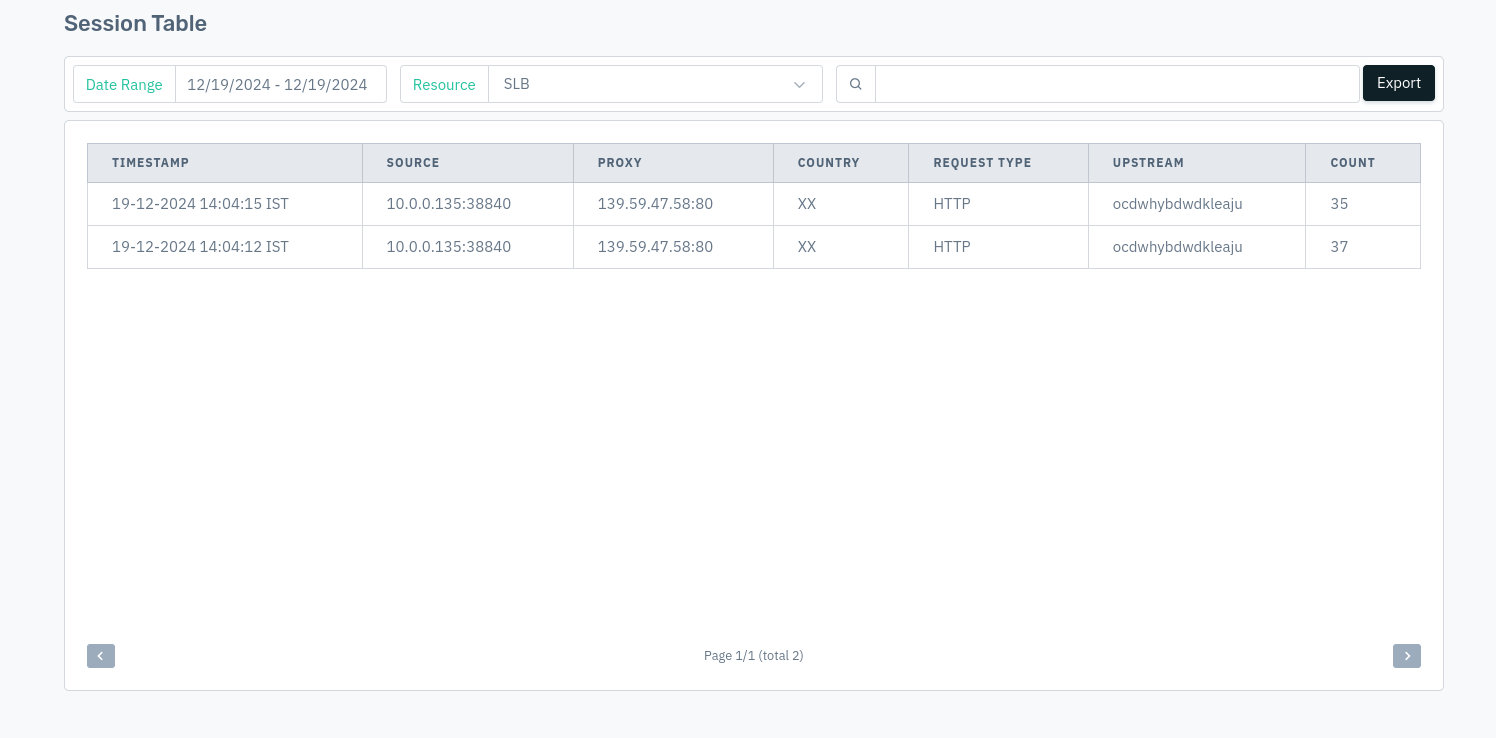 Session Table
Date Range 12/19/2024 - 12/19/2024 Resource SLB Export
TIMESTAMP SOURCE PROXY COUNTRY REQUEST TYPE UPSTREAM COUNT
19-12-2024 14:04:15 IST 10.0.0.135:38840 139.59.47.58:80 XX HTTP ocdwhybdwdkleaju 35
19-12-2024 14:04:12 IST 10.0.0.135:38840 139.59.47.58:80 XX HTTP ocdwhybdwdkleaju 37
Page 1/1 (total 2)